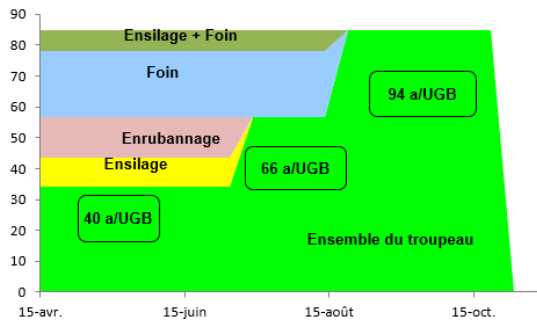 90
80
70
60
50
40
30
20
10
0
Ensilage + Foin
Foin
94 a/UGB
Enrubannage
Ensilage
66 a/UGB
40 a/UGB
Ensemble du troupeau
15-avr. 15-juin 15-août 15-oct.